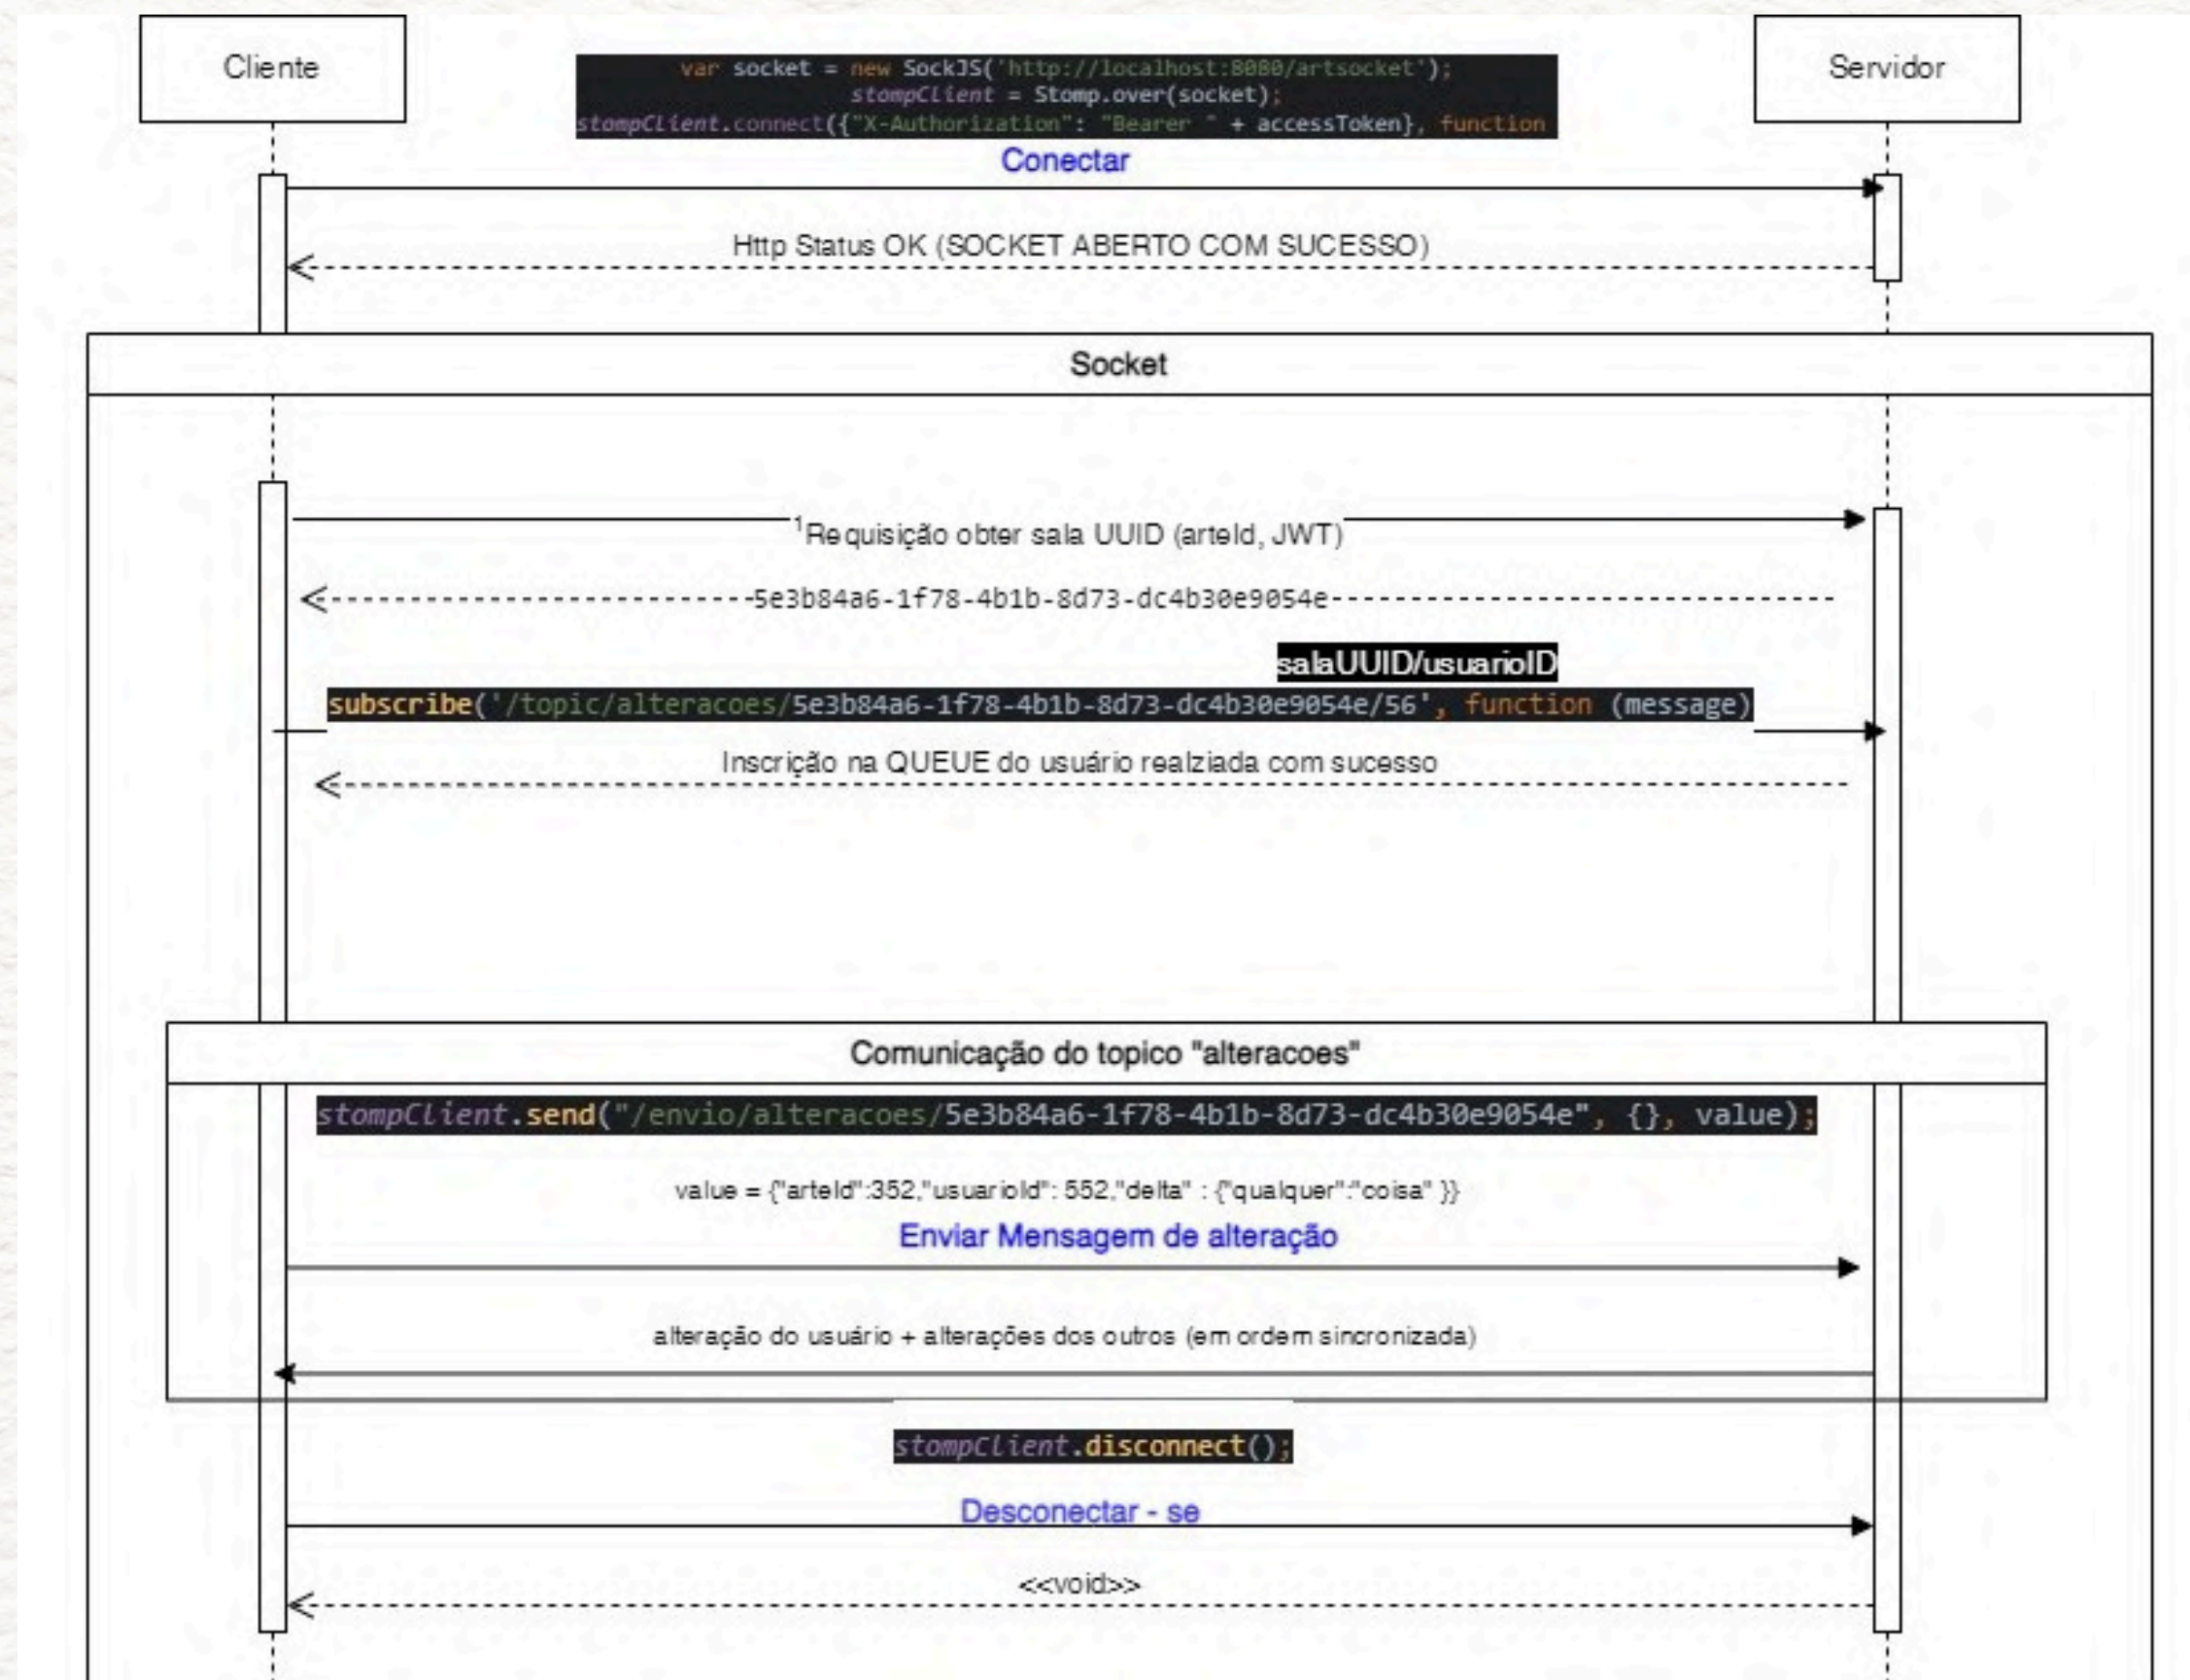 Cliente
Servidor
var socket = new SockJS('http://localhost:8080/artsocket');
stompClient = Stomp.over(socket);
stompClient.connect({"X-Authorization": "Bearer " + accessToken}, function
Conectar
Http Status OK (SOCKET ABERTO COM SUCESSO)
Socket
1Requisição obter sala UUID (arteId, JWT)
5e3b84a6-1f78-4b1b-8d73-dc4b30e9054e
salaUUID/usuarioID
subscribe('/topic/alteracoes/5e3b84a6-1f78-4b1b-8d73-dc4b30e9054e/56', function (message)
Inscrição na QUEUE do usuário realziada com sucesso
Comunicação do topico "alteracoes"
stompClient.send("/envio/alteracoes/5e3b84a6-1f78-4b1b-8d73-dc4b30e9054e", {}, value);
value = {"arteId":352,"usuarioId": 552,"delta" : {"qualquer":"coisa" }}
Enviar Mensagem de alteração
alteração do usuário + alterações dos outros (em ordem sincronizada)
stompClient.disconnect();
Desconectar - se
<<void>>